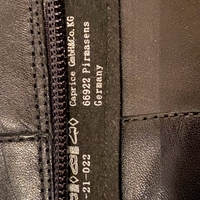 Caprice GmbH&Co.KG
66922 Pirmasens
Germany
-21-022